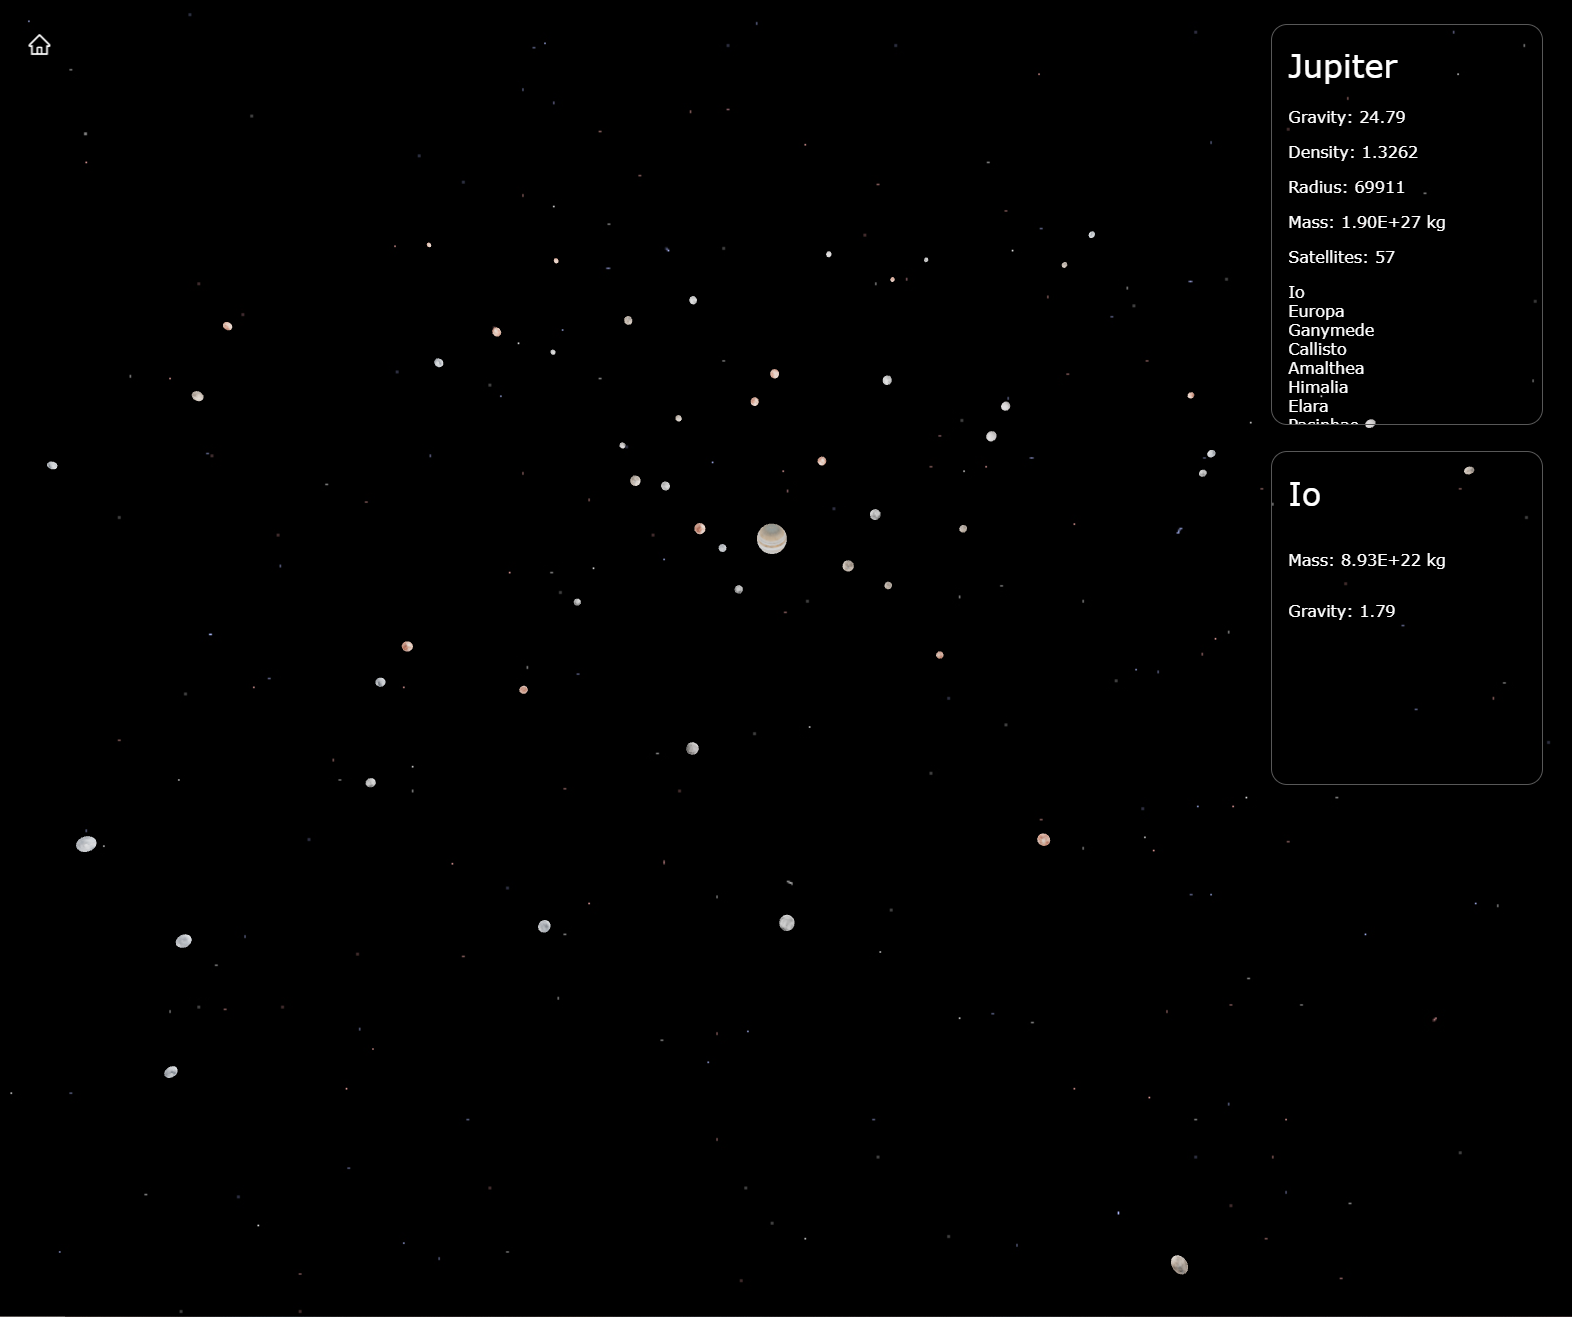 Jupiter
Gravity: 24.79
Density: 1.3262
Radius: 69911
Mass: 1.90E+27 kg
Satellites: 57
Io
Europa
Ganymede
Callisto
Amalthea
Himalia
Elara
Pasiphae
Io
Mass: 8.93E+22 kg
Gravity: 1.79